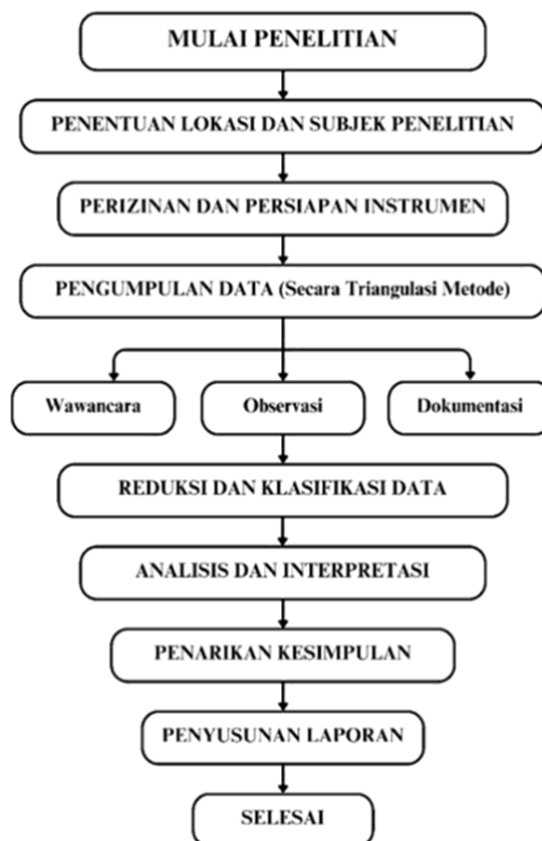 MULAI PENELITIAN
PENENTUAN LOKASI DAN SUBJEK PENELITIAN
PERIZINAN DAN PERSIAPAN INSTRUMEN
PENGUMPULAN DATA (Secara Triangulasi Metode)
Wawancara
Observasi
Dokumentasi
REDUKSI DAN KLASIFIKASI DATA
ANALISIS DAN INTERPRETASI
PENARIKAN KESIMPULAN
PENYUSUNAN LAPORAN
SELESAI